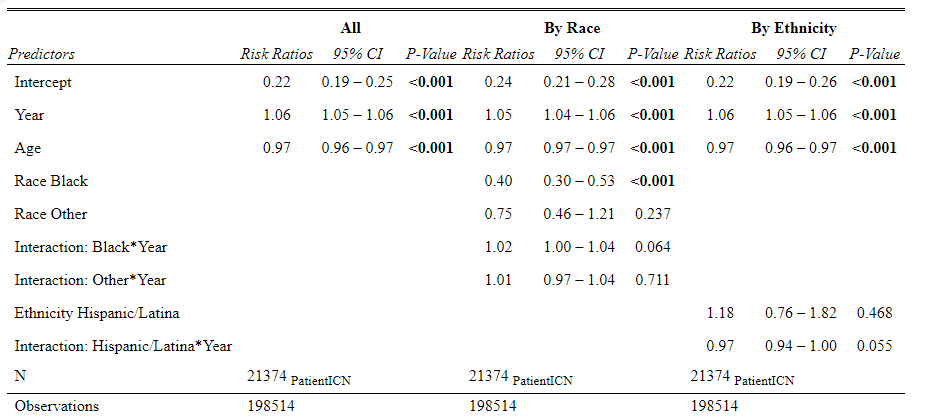 All By Race By Ethnicity
Predictors Risk Ratios 95% CI P-Value Risk Ratios 95% CI P-Value Risk Ratios 95% CI P-Value
Intercept 0.22 0.19 – 0.25 <0.001 0.24 0.21 – 0.28 <0.001 0.22 0.19 – 0.26 <0.001
Year 1.06 1.05 – 1.06 <0.001 1.05 1.04 – 1.06 <0.001 1.06 1.05 – 1.06 <0.001
Age 0.97 0.96 – 0.97 <0.001 0.97 0.97 – 0.97 <0.001 0.97 0.96 – 0.97 <0.001
Race Black 0.40 0.30 – 0.53 <0.001
Race Other 0.75 0.46 – 1.21 0.237
Interaction: Black*Year 1.02 1.00 – 1.04 0.064
Interaction: Other*Year 1.01 0.97 – 1.04 0.711
Ethnicity Hispanic/Latina 1.18 0.76 – 1.82 0.468
Interaction: Hispanic/Latina*Year 0.97 0.94 – 1.00 0.055
N 21374 PatientICN 21374 PatientICN 21374 PatientICN
Observations 198514 198514 198514